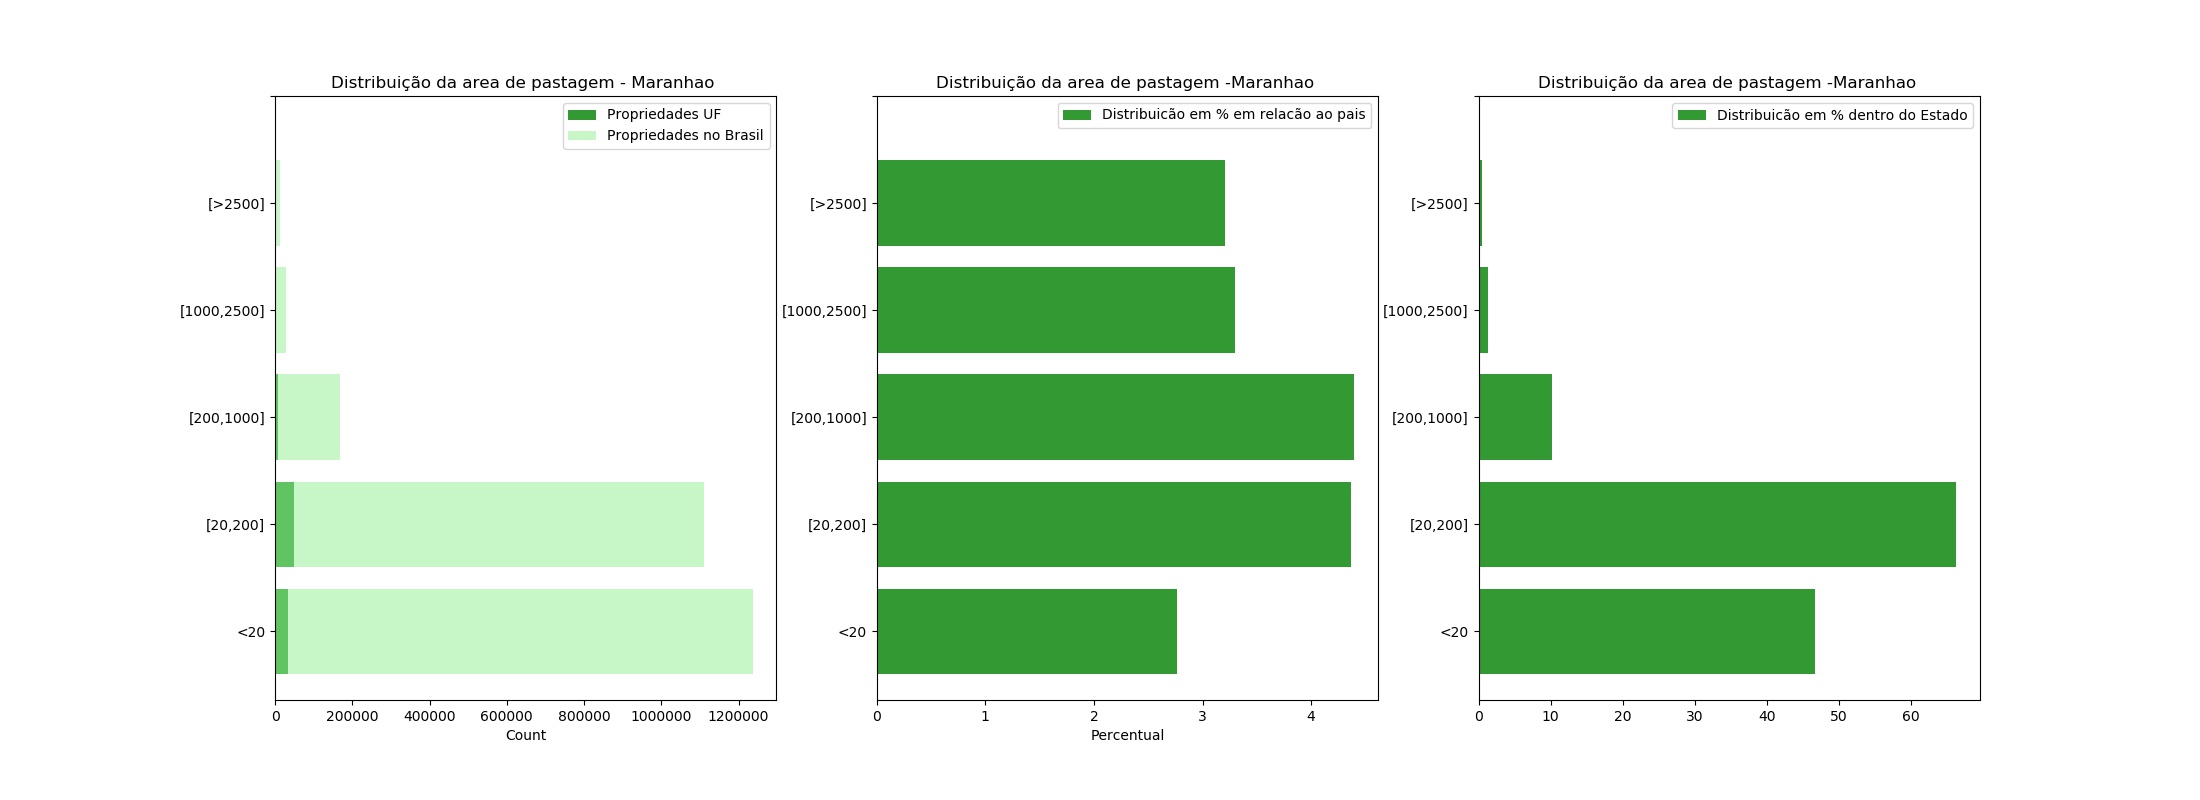 Distribuição da area de pastagem - Maranhao
Propriedades UF
Propriedades no Brasil
[>2500]
[1000,2500]
[200,1000]
[20,200]
<20
0 200000 400000 600000 800000 1000000 1200000
Count
Distribuição da area de pastagem -Maranhao
Distribuicão em % em relacão ao pais
[>2500]
[1000,2500]
[200,1000]
[20,200]
<20
0 1 2 3 4
Percentual
Distribuição da area de pastagem -Maranhao
Distribuicão em % dentro do Estado
[>2500]
[1000,2500]
[200,1000]
[20,200]
<20
0 10 20 30 40 50 60